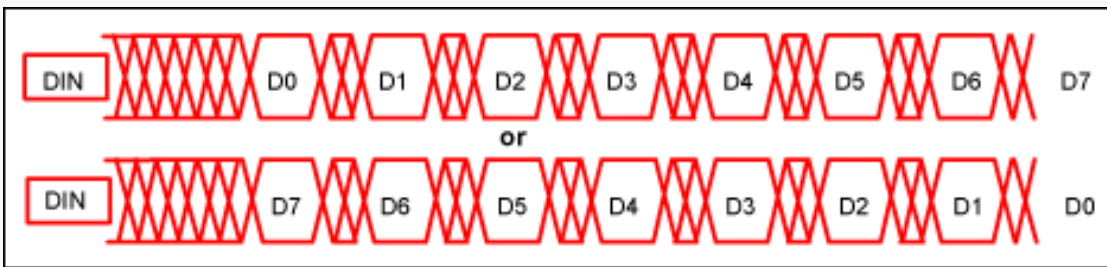 DIN D0 D1 D2 D3 D4 D5 D6 D7
or
DIN D7 D6 D5 D4 D3 D2 D1 D0